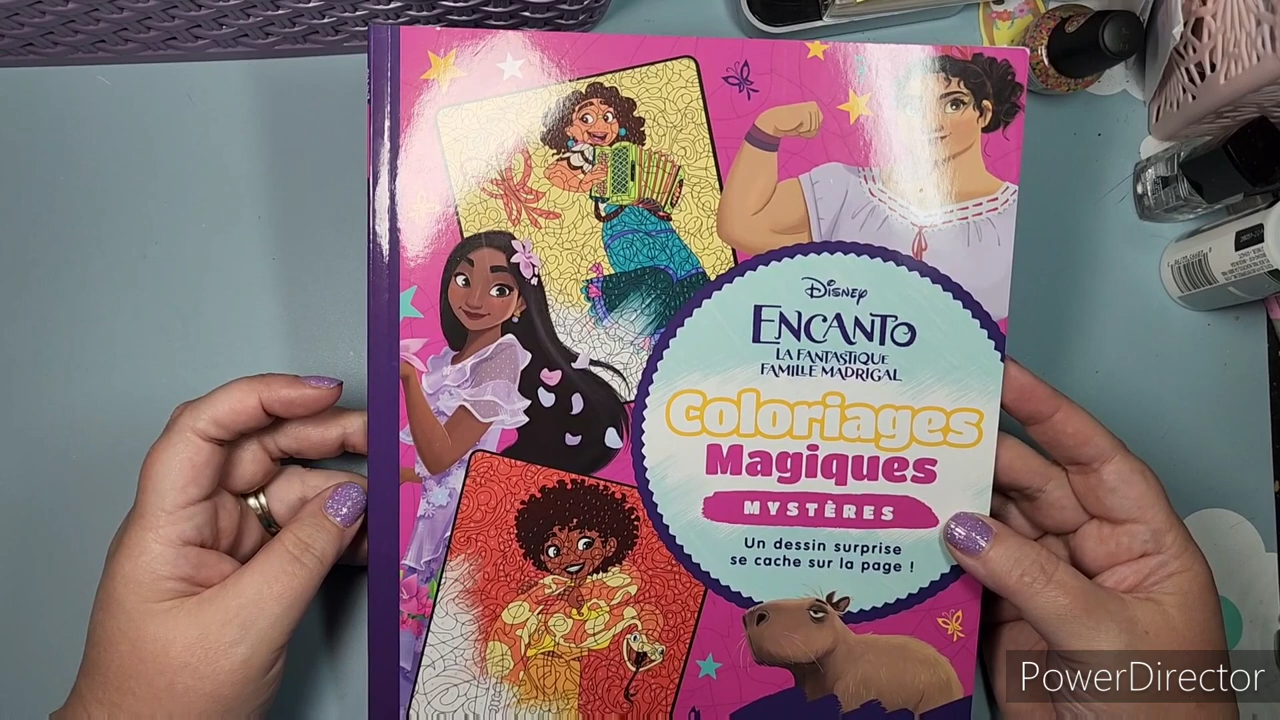 Disney
ENCANTO
LA FANTASTIQUE
FAMILLE MADRIGAL
Coloriages
Magiques
MYSTÈRES
Un dessin surprise
se cache sur la page !
PowerDirector